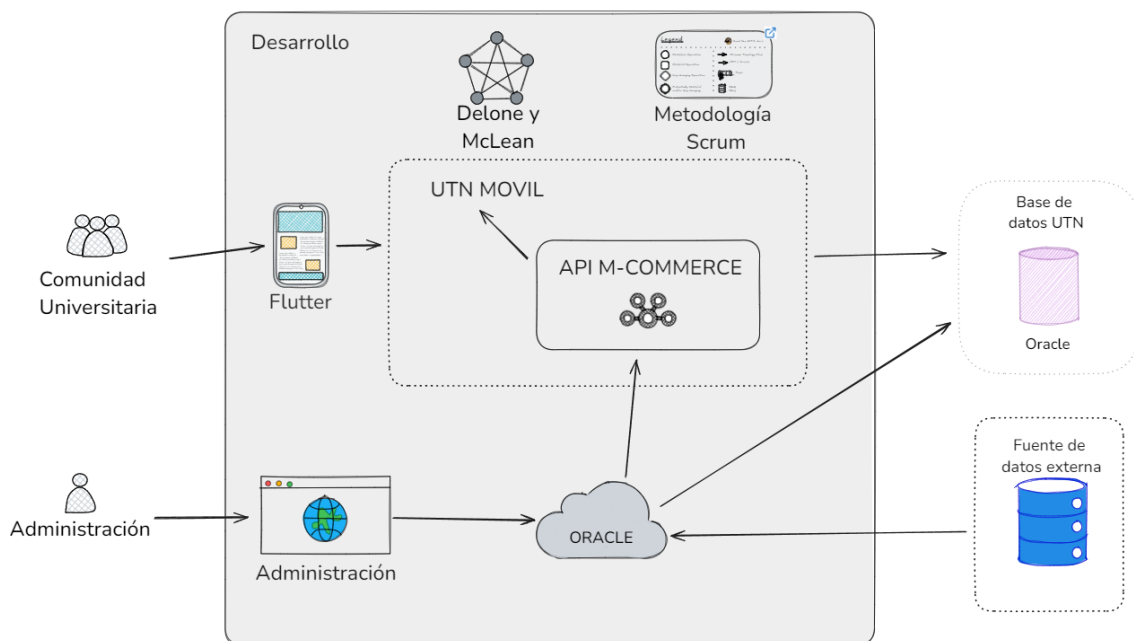 Desarrollo
Delone y
McLean
Legend
Metodología
Scrum
UTN MOVIL
API M-COMMERCE
Comunidad
Universitaria
Flutter
Base de
datos UTN
Oracle
Fuente de
datos externa
Administración
Administración
ORACLE